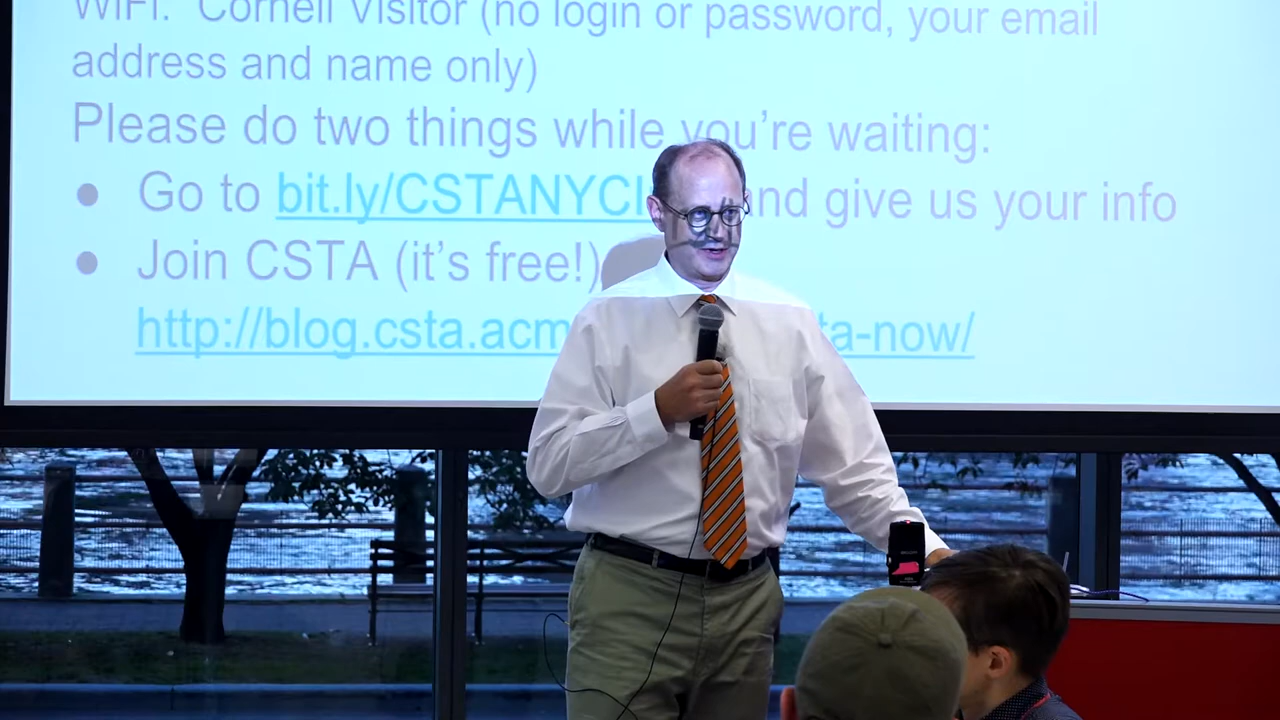 WIFI: Cornell Visitor (no login or password, your email
address and name only)
Please do two things while you're waiting:
● Go to bit.ly/CSTANYCI and give us your info
● Join CSTA (it's free!)
http://blog.csta.acm ta-now/